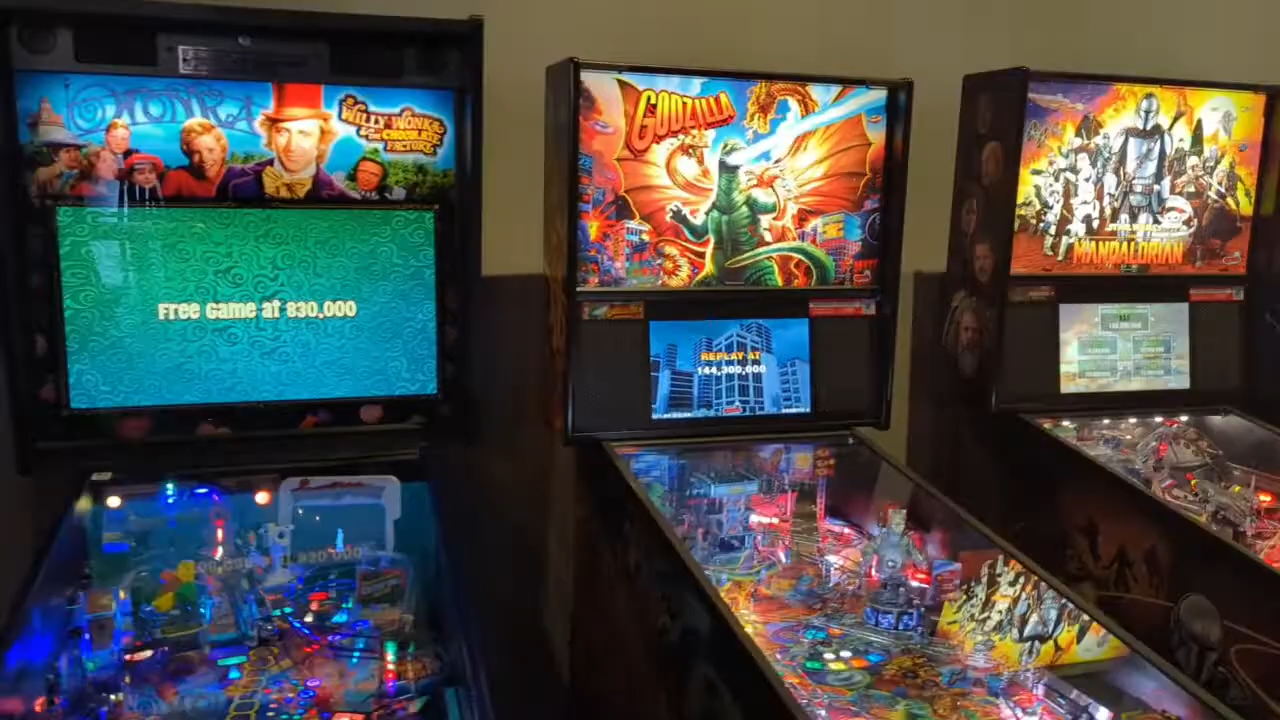 WONKA
WILLY WONKA
& THE CHOCOLATE
FACTORY
Free Game at 830,000
GODZILLA
REPLAY AT
144,300,000
STAR WARS
THE
MANDALORIAN